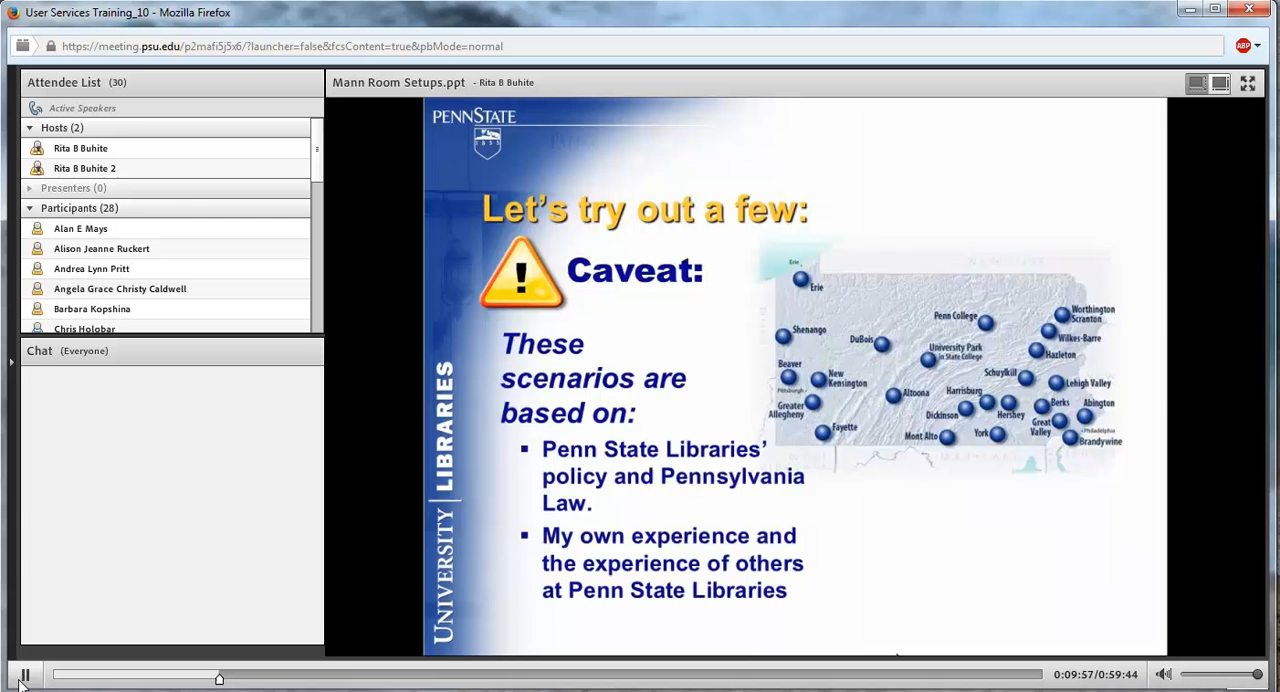 User Services Training_10 - Mozilla Firefox
https://meeting.psu.edu/p2mafi5j5x6/?launcher=false&fcsContent=true&pbMode=normal
ABP
Attendee List (30)
Active Speakers
Hosts (2)
Rita B Buhite
Rita B Buhite 2
Presenters (0)
Participants (28)
Alan E Mays
Alison Jeanne Ruckert
Andrea Lynn Pritt
Angela Grace Christy Caldwell
Barbara Kopshina
Chris Holobar
Chat (Everyone)
Mann Room Setups.ppt - Rita B Buhite
PENNSTATE
1855
UNIVERSITY LIBRARIES
Let's try out a few:
! Caveat:
These
scenarios are
based on:
▪ Penn State Libraries'
policy and Pennsylvania
Law.
▪ My own experience and
the experience of others
at Penn State Libraries
Erie
Erie
Shenango
Beaver
Pittsburgh
New
Kensington
Greater
Allegheny
Fayette
DuBois
Altoona
Penn College
University Park
in State College
Harrisburg
Dickinson
Mont Alto
York
Hershey
Schuylkill
Worthington
Scranton
Wilkes-Barre
Hazleton
Lehigh Valley
Berks
Great
Valley
Abington
Philadelphia
Brandywine
0:09:57/0:59:44